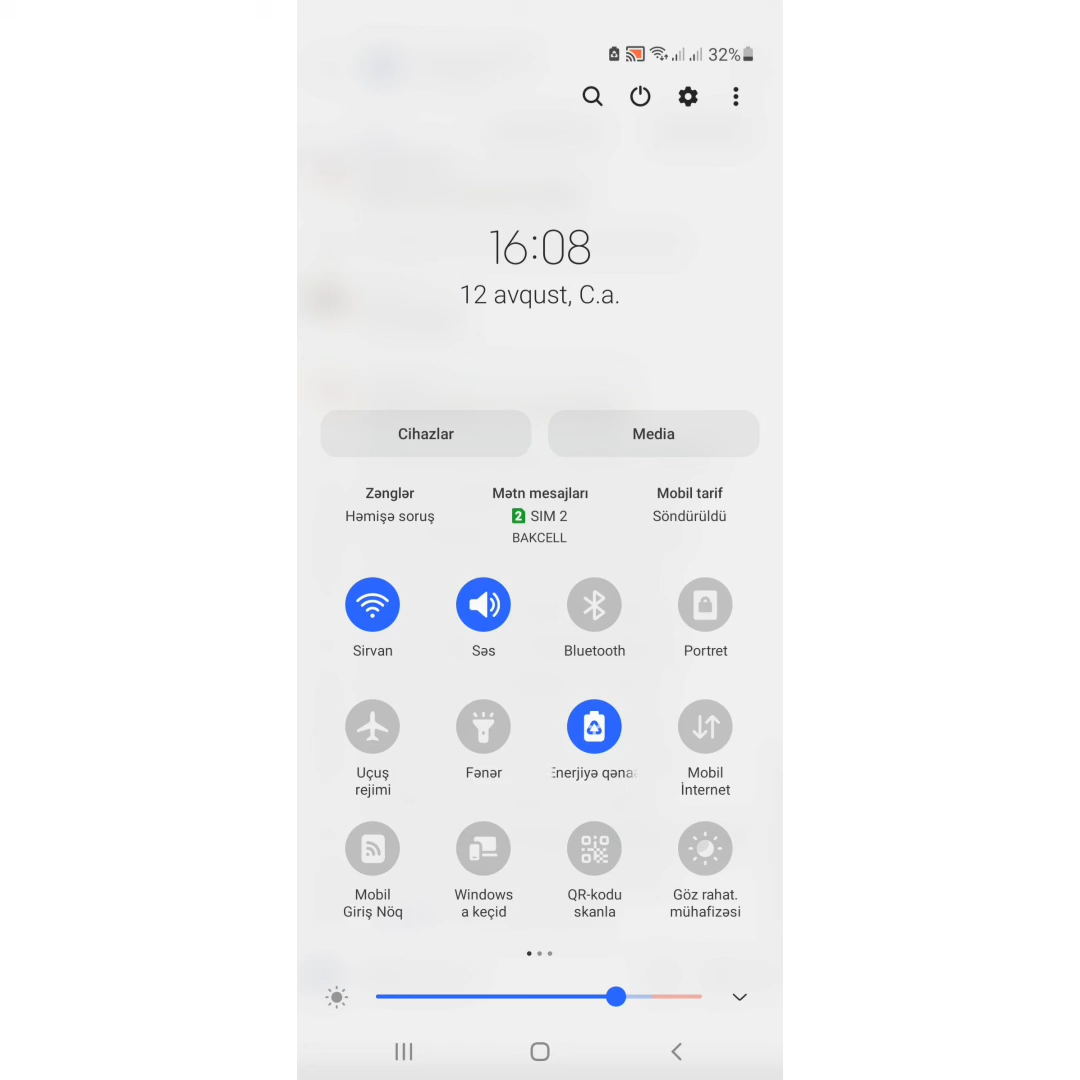 32%
16:08
12 avqust, C.a.
Cihazlar
Media
Zənglər
Həmişə soruş
Mətn mesajları
2 SIM 2
BAKCELL
Mobil tarif
Söndürüldü
Sirvan
Səs
Bluetooth
Portret
Uçuş
rejimi
Fənər
Enerjiyə qəna
Mobil
İnternet
Mobil
Giriş Nöq
Windows
a keçid
QR-kodu
skanla
Göz rahat.
mühafizəsi